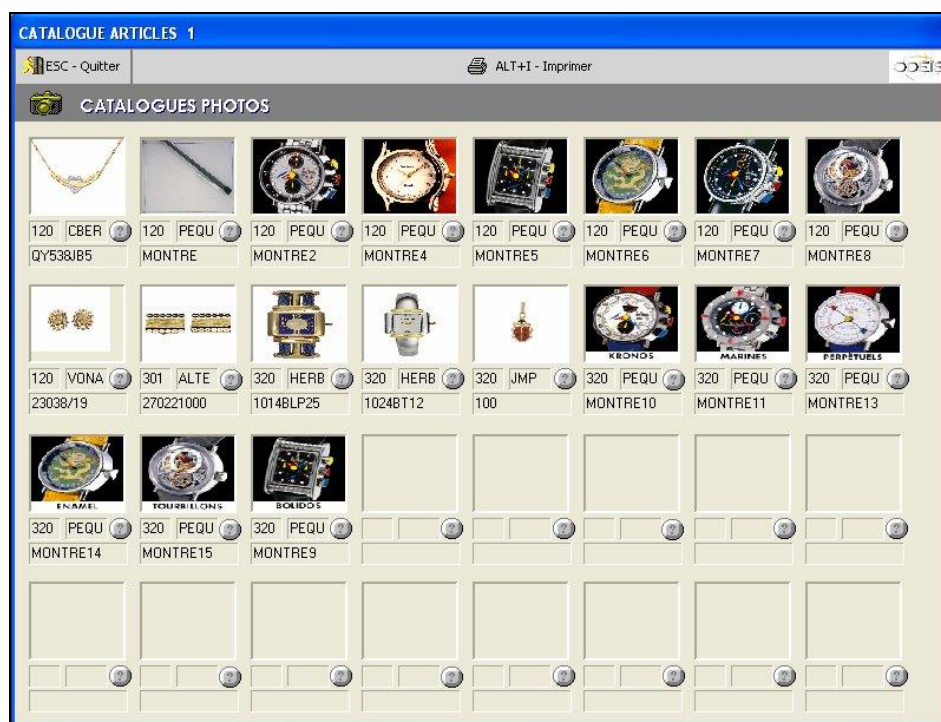 CATALOGUE ARTICLES 1
ESC - Quitter ALT+I - Imprimer
CATALOGUES PHOTOS
120 CBER ? 120 PEQU ? 120 PEQU ? 120 PEQU ? 120 PEQU ? 120 PEQU ? 120 PEQU ? 120 PEQU ?
QY538JB5 MONTRE MONTRE2 MONTRE4 MONTRE5 MONTRE6 MONTRE7 MONTRE8
KRONOS MARINES PERPÉTUELS
120 VONA ? 301 ALTE ? 320 HERB ? 320 HERB ? 320 JMP ? 320 PEQU ? 320 PEQU ? 320 PEQU ?
23038/19 270221000 1014BLP25 1024BT12 100 MONTRE10 MONTRE11 MONTRE13
ENAMEL TOURBILLONS BOLIDOS
320 PEQU ? 320 PEQU ? 320 PEQU ? ? ? ? ? ?
MONTRE14 MONTRE15 MONTRE9
? ? ? ? ? ? ? ?